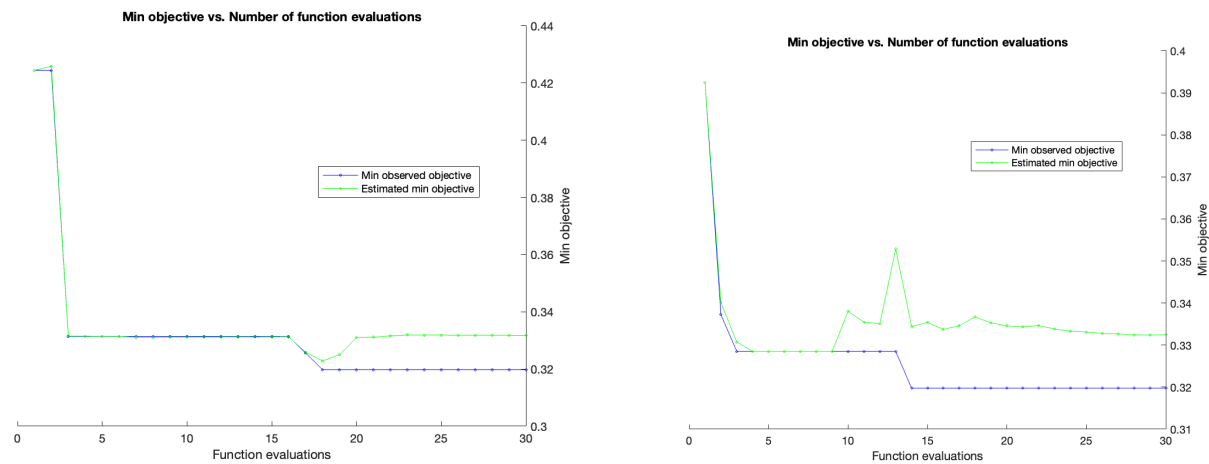 Min objective vs. Number of function evaluations
0.44
0.42
0.4
0.38
0.36
0.34
0.32
0.3
Min objective
Min observed objective
Estimated min objective
0 5 10 15 20 25 30
Function evaluations
Min objective vs. Number of function evaluations
0.4
0.39
0.38
0.37
0.36
0.35
0.34
0.33
0.32
0.31
Min objective
Min observed objective
Estimated min objective
0 5 10 15 20 25 30
Function evaluations